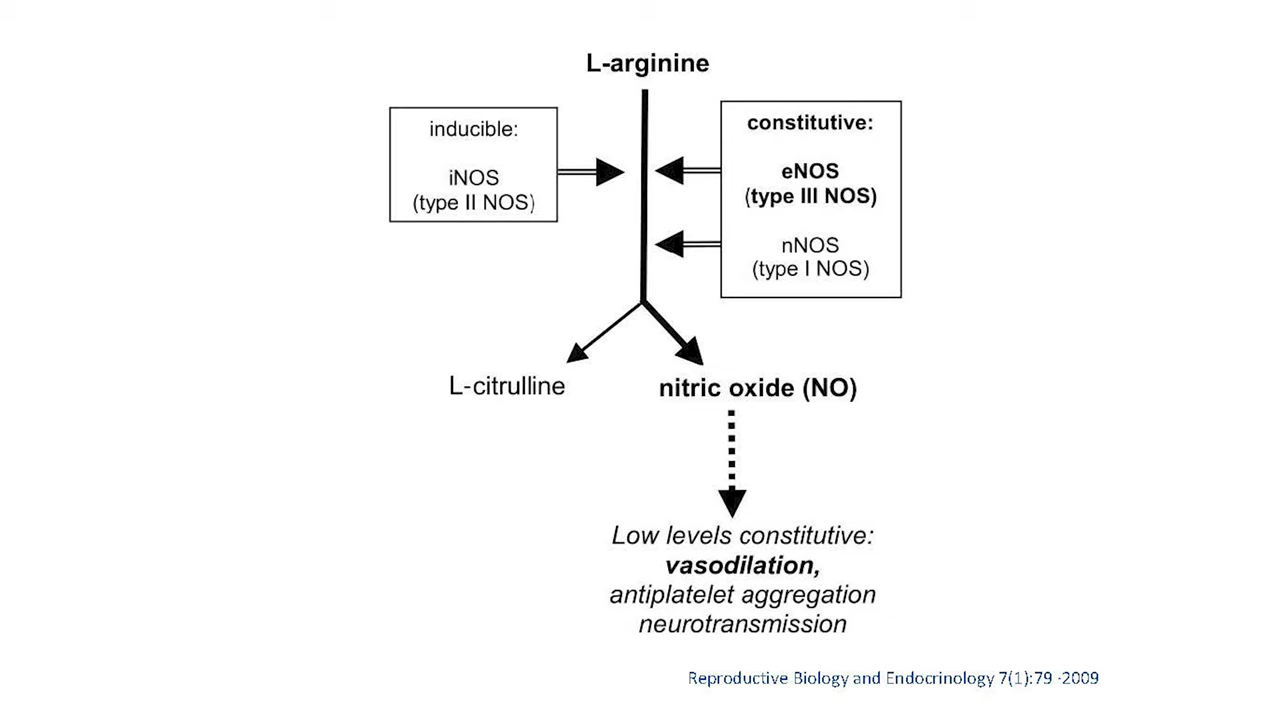 L-arginine
inducible:
iNOS
(type II NOS)
constitutive:
eNOS
(type III NOS)
nNOS
(type I NOS)
L-citrulline
nitric oxide (NO)
Low levels constitutive:
vasodilation,
antiplatelet aggregation
neurotransmission
Reproductive Biology and Endocrinology 7(1):79 -2009